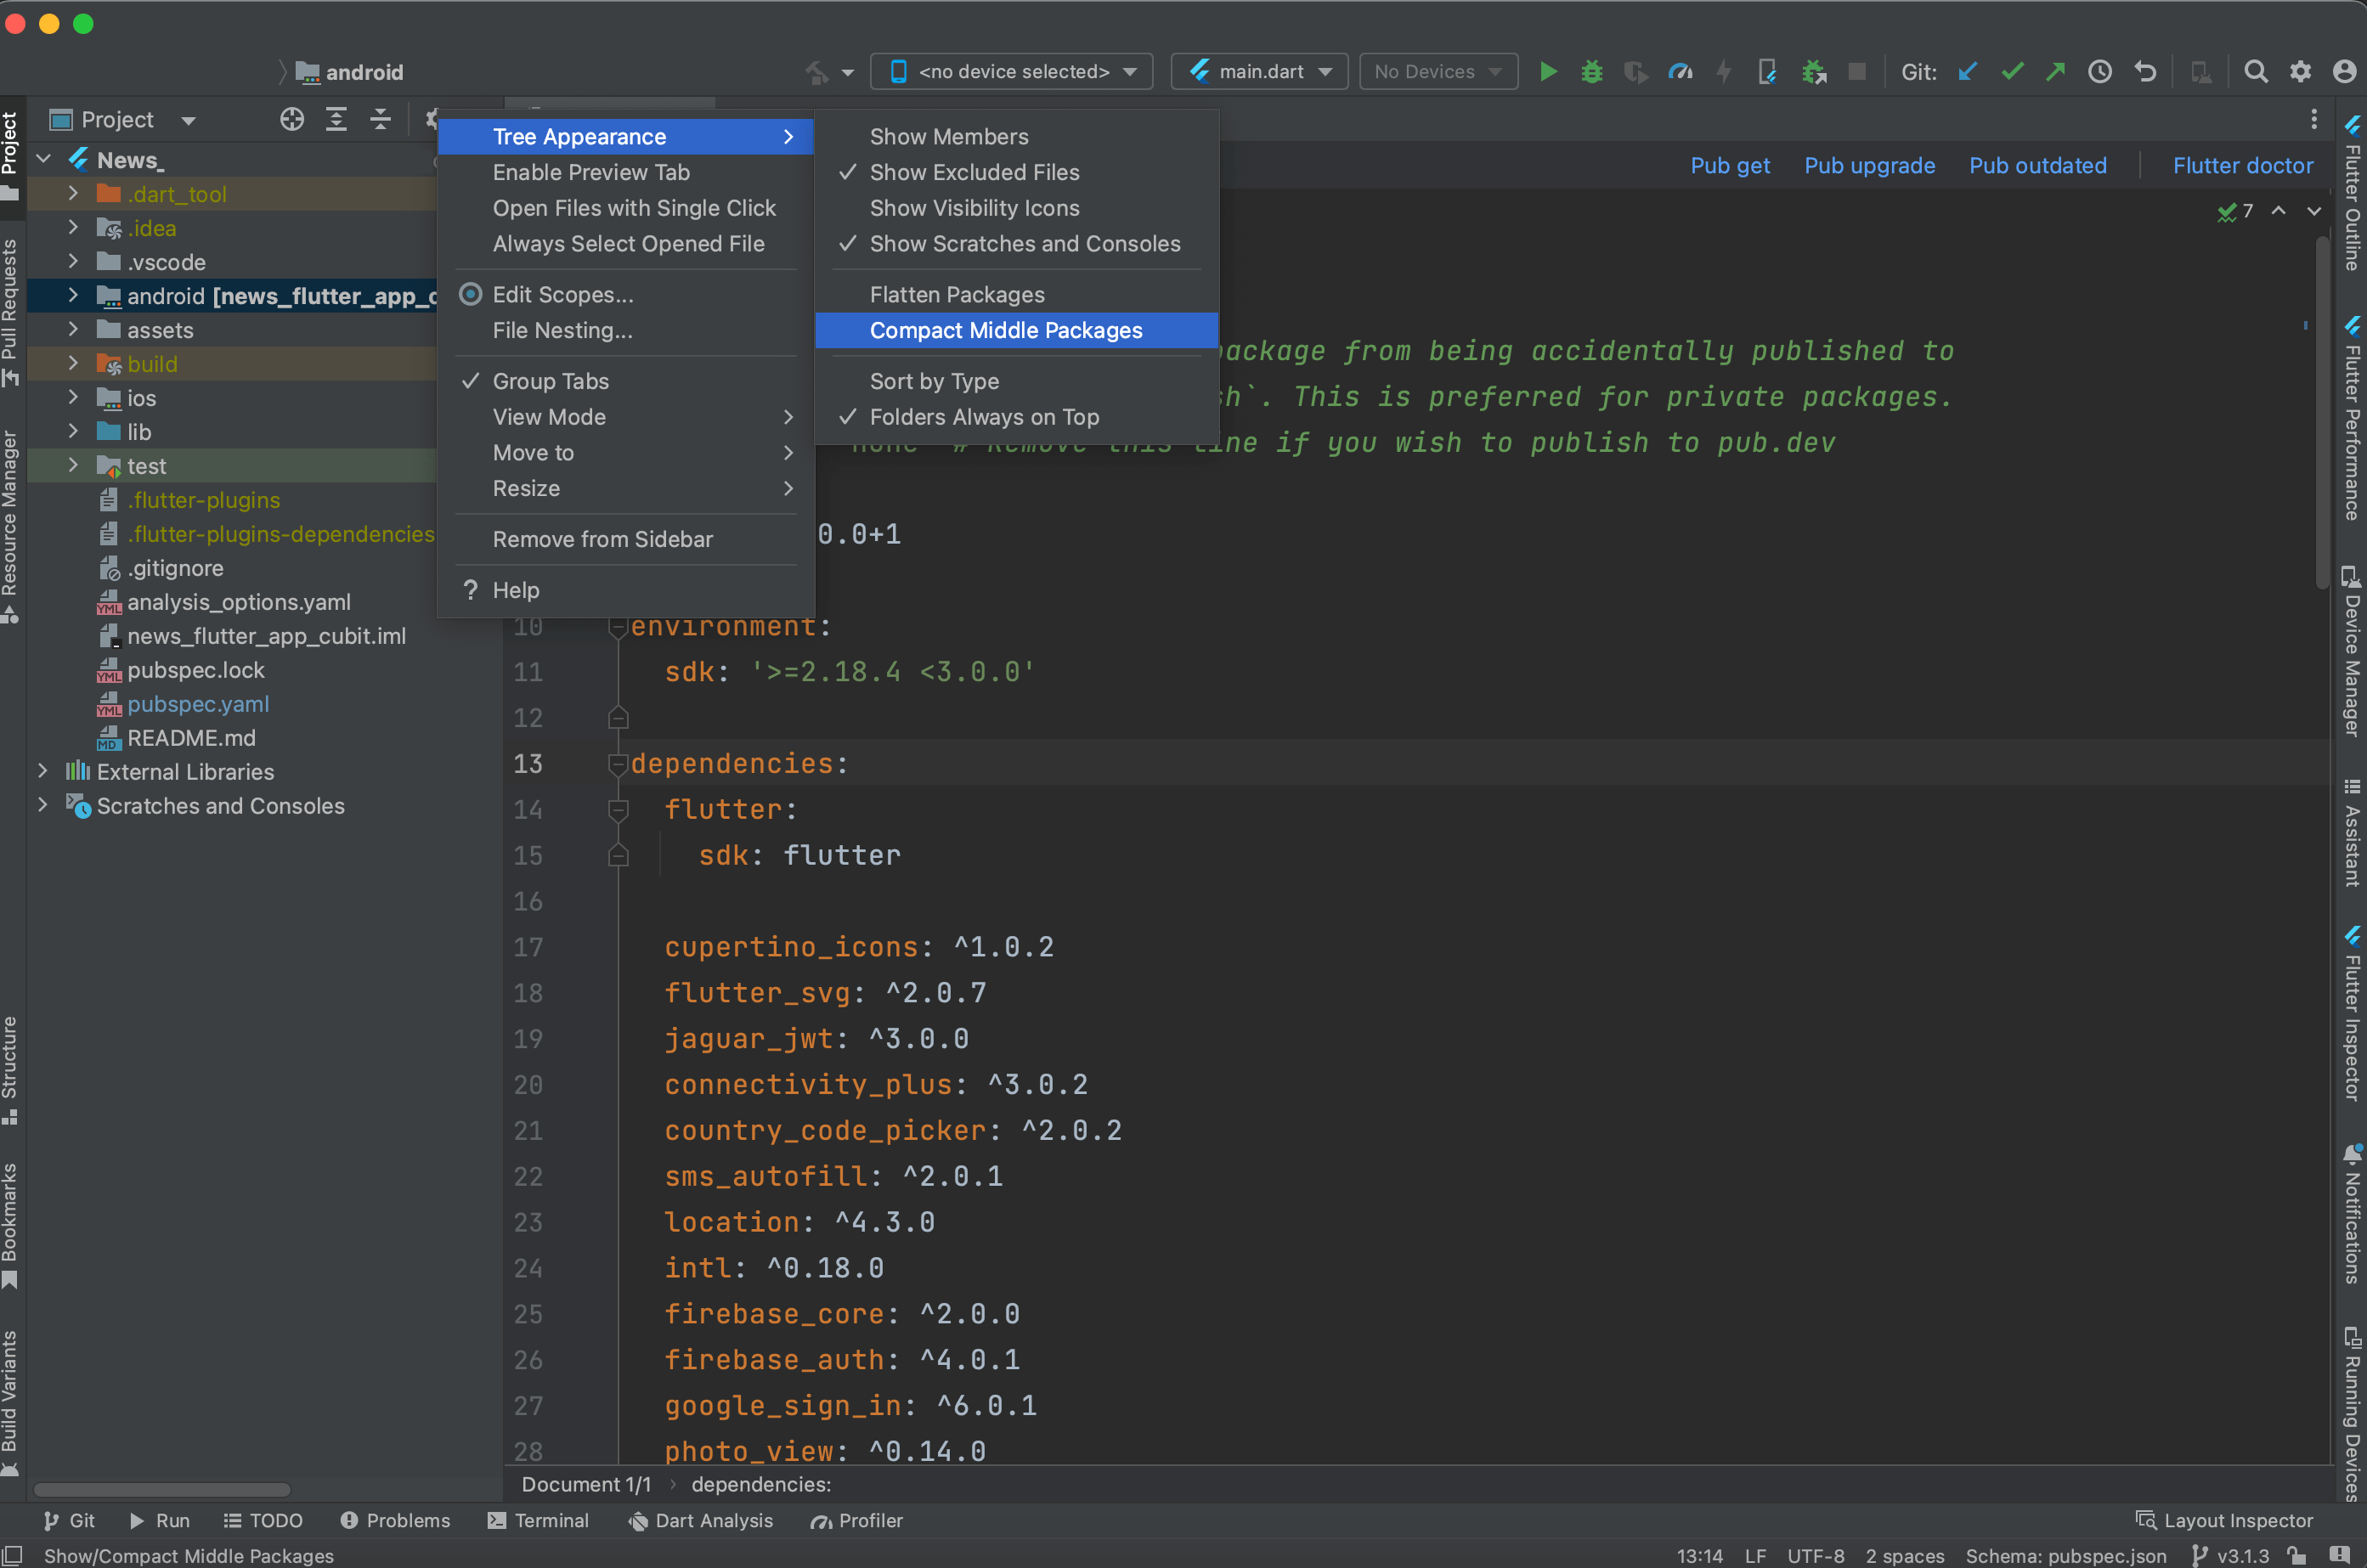 android
<no device selected>
main.dart
No Devices
Git:
Project
News_
.dart_tool
.idea
.vscode
android [news_flutter_app_c
assets
build
ios
lib
test
.flutter-plugins
.flutter-plugins-dependencies
.gitignore
analysis_options.yaml
news_flutter_app_cubit.iml
pubspec.lock
pubspec.yaml
README.md
External Libraries
Scratches and Consoles
Tree Appearance
Enable Preview Tab
Open Files with Single Click
Always Select Opened File
Edit Scopes...
File Nesting...
Group Tabs
View Mode
Move to
Resize
Remove from Sidebar
? Help
Show Members
Show Excluded Files
Show Visibility Icons
Show Scratches and Consoles
Flatten Packages
Compact Middle Packages
Sort by Type
Folders Always on Top
Pub get
Pub upgrade
Pub outdated
Flutter doctor
7
package from being accidentally published to
sh`. This is preferred for private packages.
'none' # Remove this line if you wish to publish to pub.dev
0.0+1
10 environment:
11 sdk: '>=2.18.4 <3.0.0'
12
13 dependencies:
14 flutter:
15 sdk: flutter
16
17 cupertino_icons: ^1.0.2
18 flutter_svg: ^2.0.7
19 jaguar_jwt: ^3.0.0
20 connectivity_plus: ^3.0.2
21 country_code_picker: ^2.0.2
22 sms_autofill: ^2.0.1
23 location: ^4.3.0
24 intl: ^0.18.0
25 firebase_core: ^2.0.0
26 firebase_auth: ^4.0.1
27 google_sign_in: ^6.0.1
28 photo_view: ^0.14.0
Document 1/1 › dependencies:
Project
Pull Requests
Resource Manager
Structure
Bookmarks
Build Variants
Flutter Outline
Flutter Performance
Device Manager
Assistant
Flutter Inspector
Notifications
Running Devices
Git
Run
TODO
Problems
Terminal
Dart Analysis
Profiler
Layout Inspector
Show/Compact Middle Packages
13:14 LF UTF-8 2 spaces Schema: pubspec.json v3.1.3